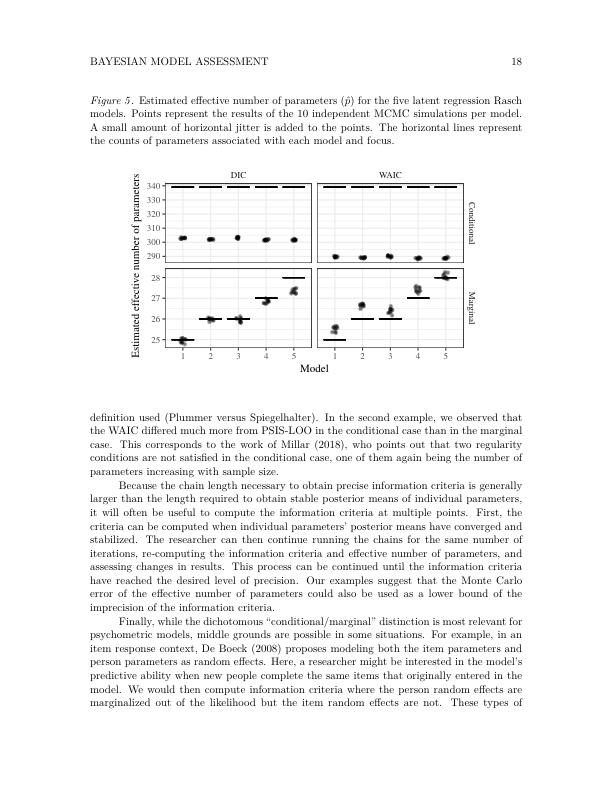 BAYESIAN MODEL ASSESSMENT 18
Figure 5. Estimated effective number of parameters (p̂) for the five latent regression Rasch
models. Points represent the results of the 10 independent MCMC simulations per model.
A small amount of horizontal jitter is added to the points. The horizontal lines represent
the counts of parameters associated with each model and focus.
DIC WAIC
Estimated effective number of parameters
340
330
320
310
300
290
Conditional
28
27
26
25
Marginal
1 2 3 4 5 1 2 3 4 5
Model
definition used (Plummer versus Spiegelhalter). In the second example, we observed that
the WAIC differed much more from PSIS-LOO in the conditional case than in the marginal
case. This corresponds to the work of Millar (2018), who points out that two regularity
conditions are not satisfied in the conditional case, one of them again being the number of
parameters increasing with sample size.
Because the chain length necessary to obtain precise information criteria is generally
larger than the length required to obtain stable posterior means of individual parameters,
it will often be useful to compute the information criteria at multiple points. First, the
criteria can be computed when individual parameters' posterior means have converged and
stabilized. The researcher can then continue running the chains for the same number of
iterations, re-computing the information criteria and effective number of parameters, and
assessing changes in results. This process can be continued until the information criteria
have reached the desired level of precision. Our examples suggest that the Monte Carlo
error of the effective number of parameters could also be used as a lower bound of the
imprecision of the information criteria.
Finally, while the dichotomous “conditional/marginal” distinction is most relevant for
psychometric models, middle grounds are possible in some situations. For example, in an
item response context, De Boeck (2008) proposes modeling both the item parameters and
person parameters as random effects. Here, a researcher might be interested in the model's
predictive ability when new people complete the same items that originally entered in the
model. We would then compute information criteria where the person random effects are
marginalized out of the likelihood but the item random effects are not. These types of